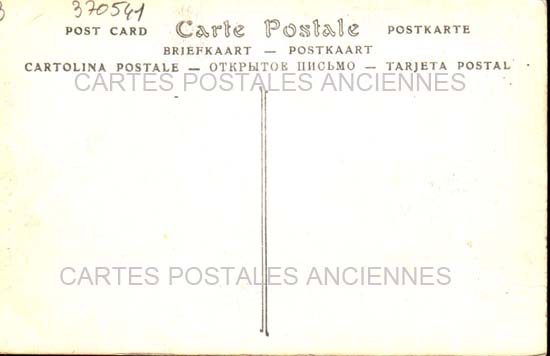 370541
POST CARD Carte Postale POSTKARTE
BRIEFKAART — POSTKAART
CARTOLINA POSTALE — ОТКРЫТОЕ ПИСЬМО — TARJETA POSTAL
CARTES POSTALES ANCIENNES
CARTES POSTALES ANCIENNES